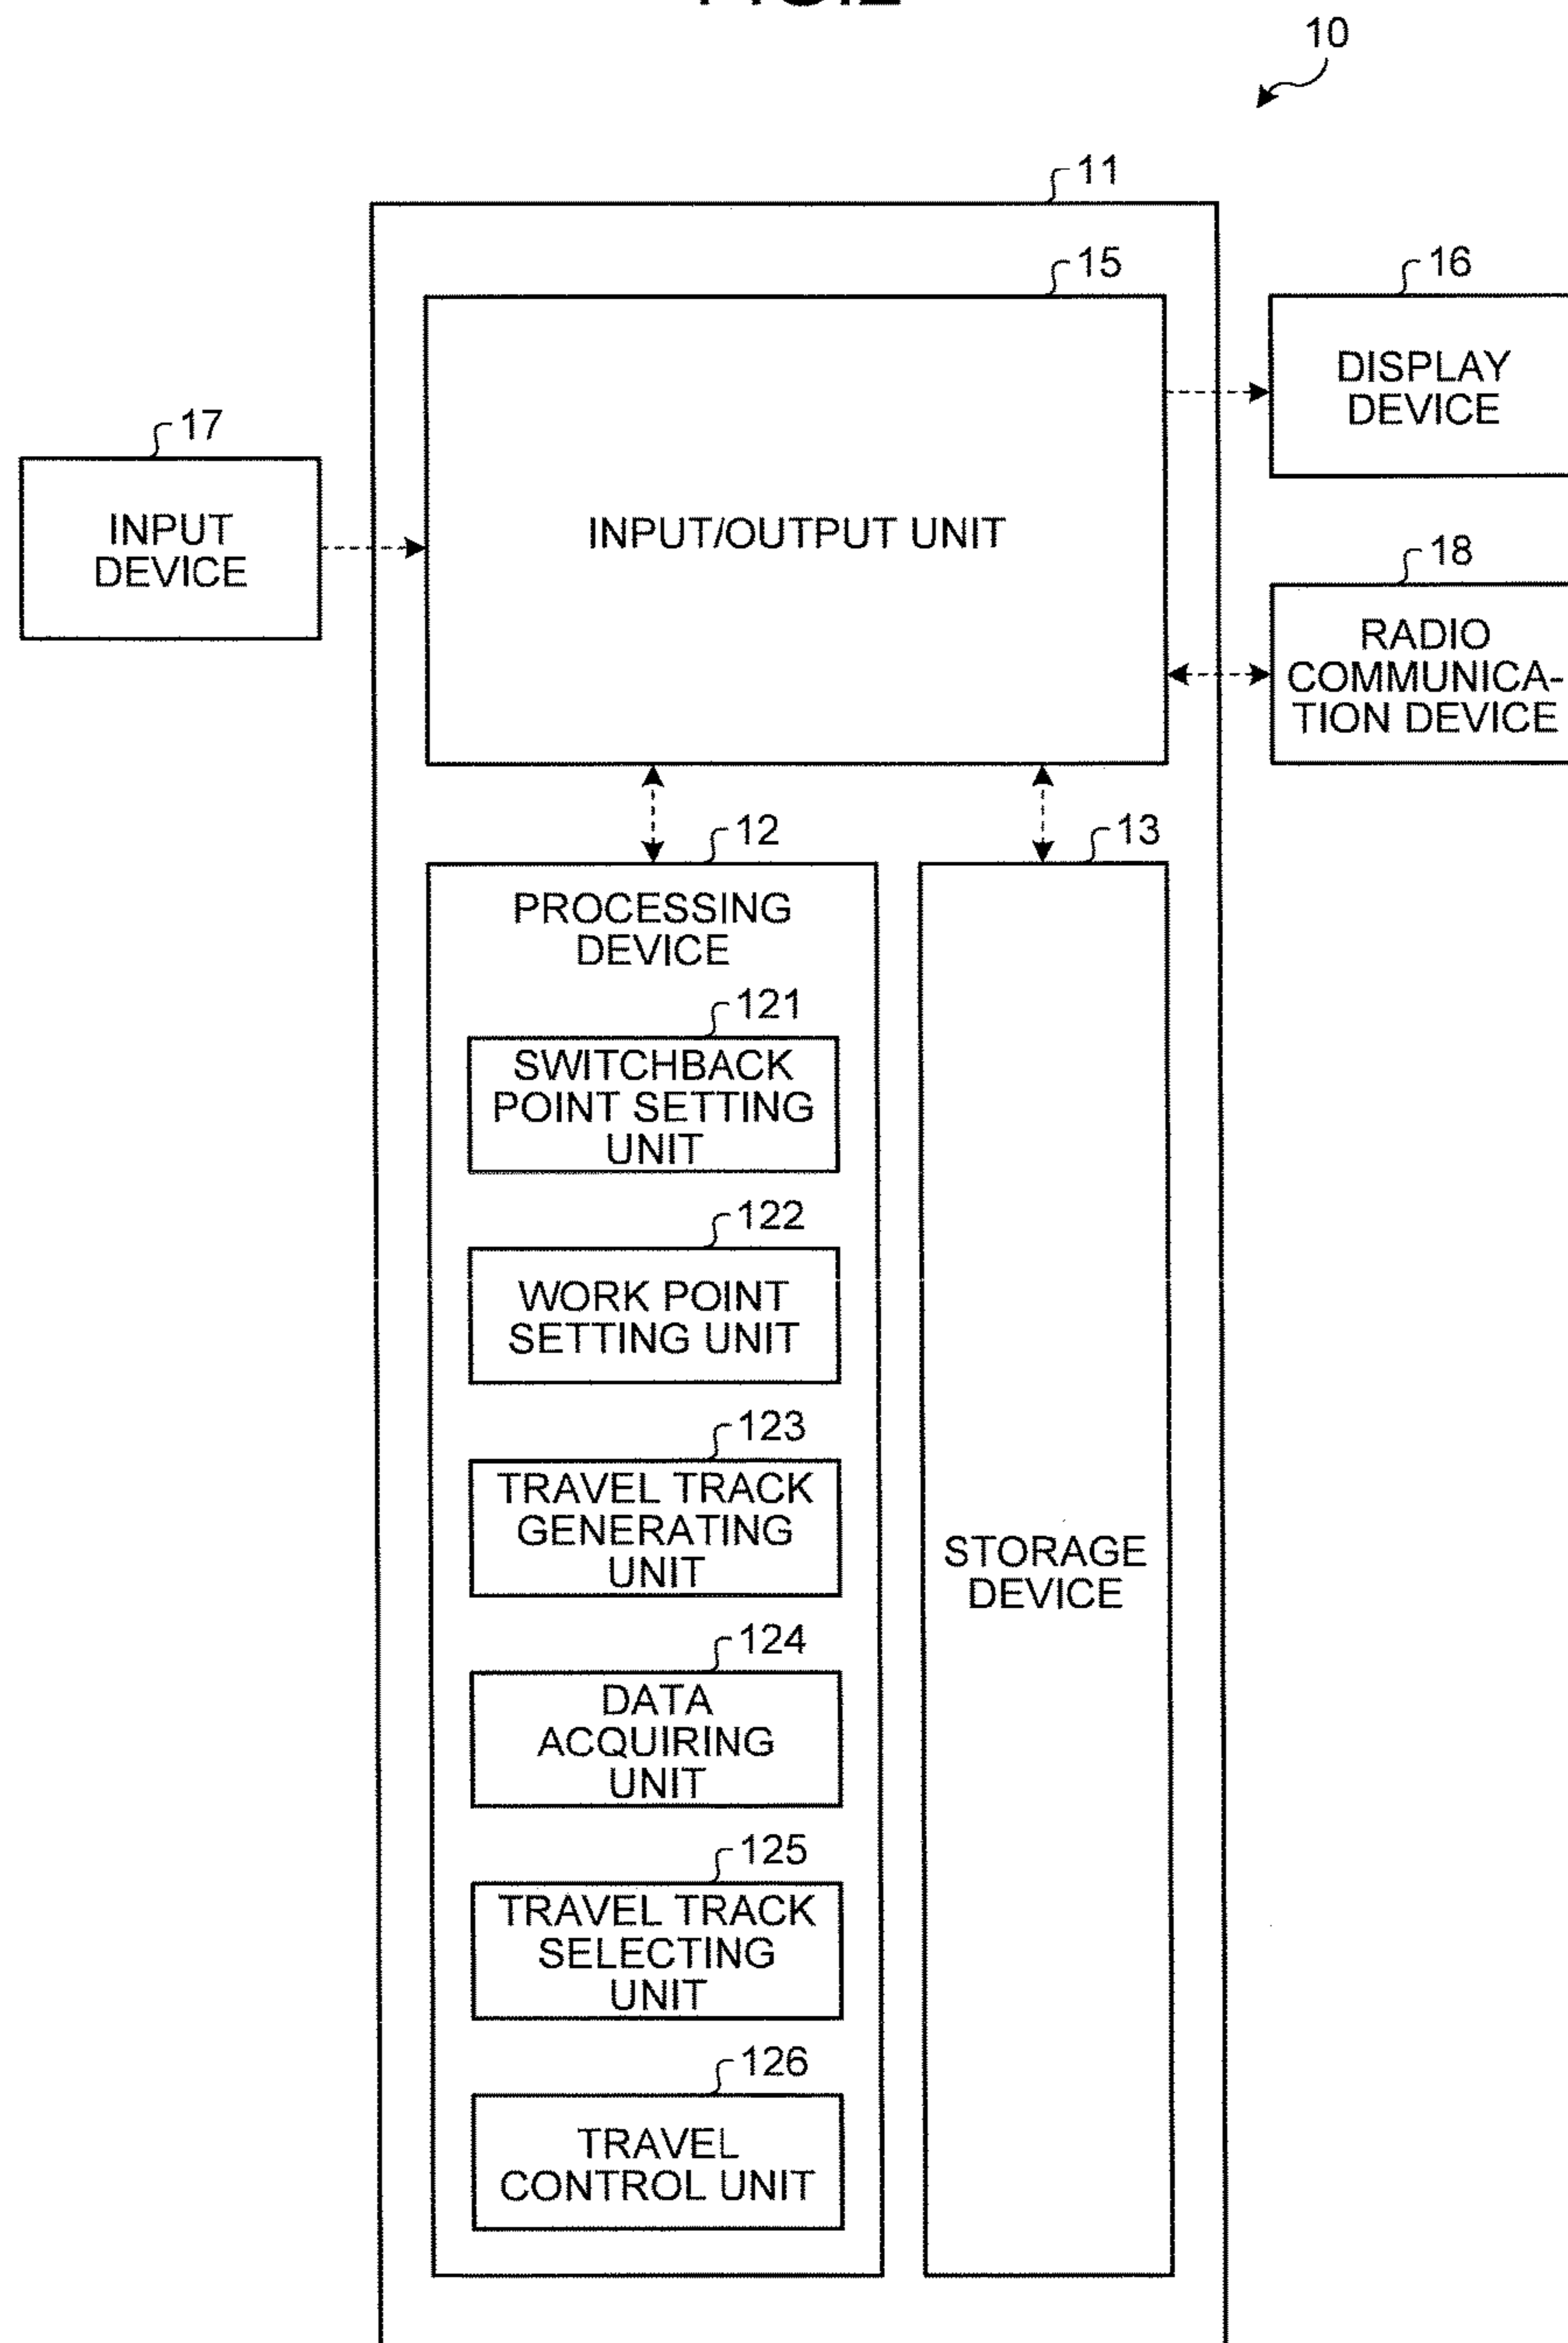 10
11
15
16
DISPLAY
DEVICE
17
INPUT
DEVICE
INPUT/OUTPUT UNIT
18
RADIO
COMMUNICA-
TION DEVICE
12
13
PROCESSING
DEVICE
121
SWITCHBACK
POINT SETTING
UNIT
122
WORK POINT
SETTING UNIT
123
TRAVEL TRACK
GENERATING
UNIT
STORAGE
DEVICE
124
DATA
ACQUIRING
UNIT
125
TRAVEL TRACK
SELECTING
UNIT
126
TRAVEL
CONTROL UNIT